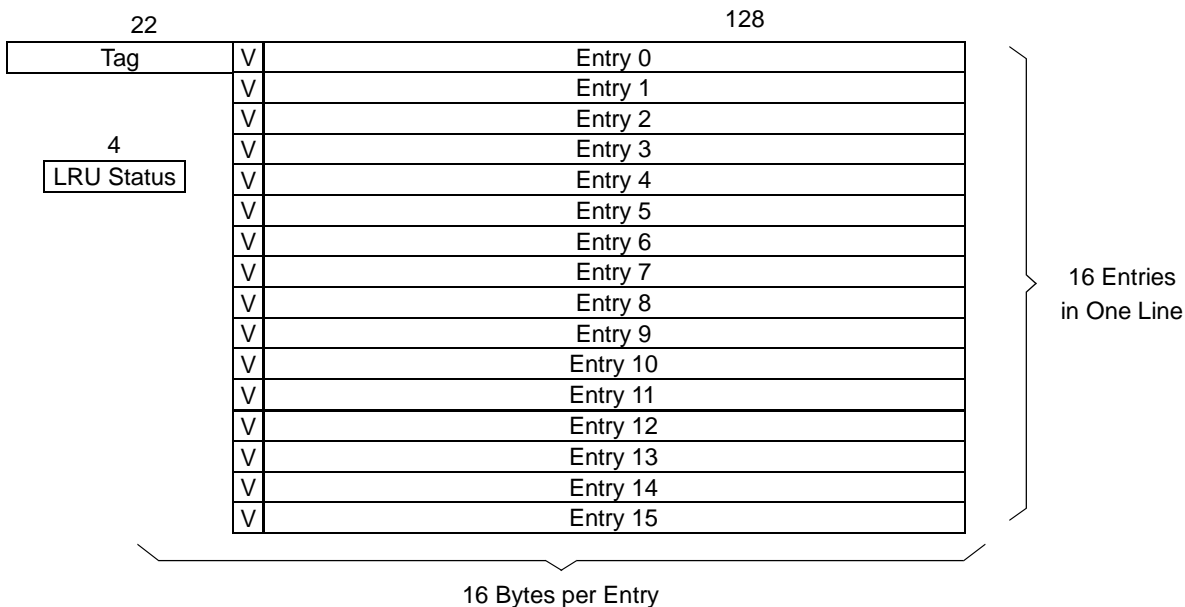 22 128
Tag V Entry 0
V Entry 1
V Entry 2
4 V Entry 3
LRU Status V Entry 4
V Entry 5
V Entry 6
V Entry 7 16 Entries
V Entry 8 in One Line
V Entry 9
V Entry 10
V Entry 11
V Entry 12
V Entry 13
V Entry 14
V Entry 15
16 Bytes per Entry